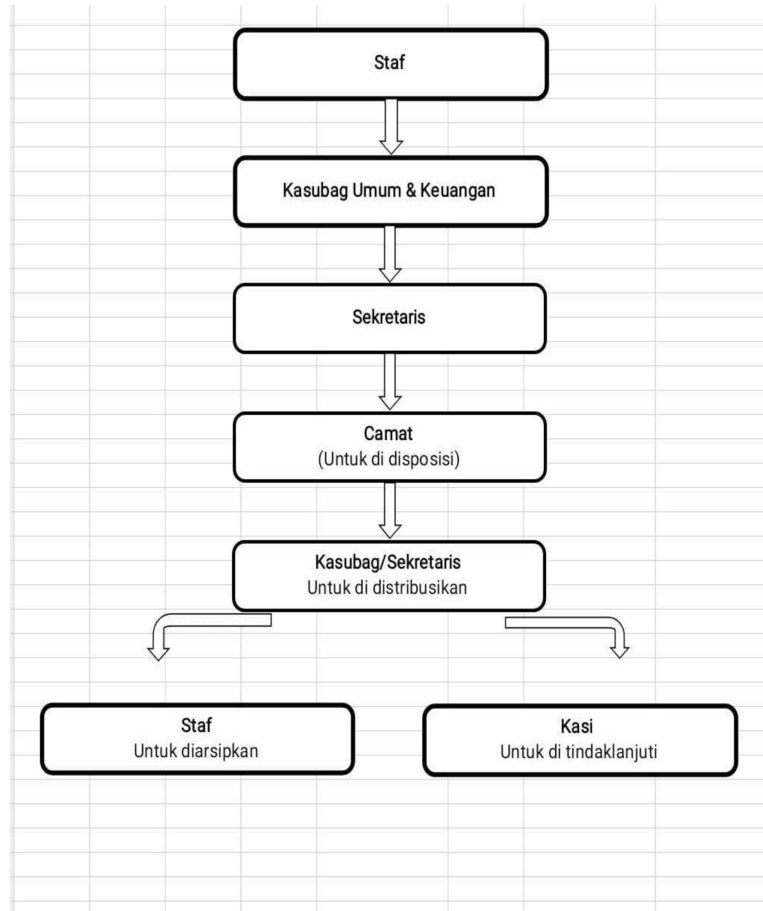 Staf
Kasubag Umum & Keuangan
Sekretaris
Camat
(Untuk di disposisi)
Kasubag/Sekretaris
Untuk di distribusikan
Staf
Untuk diarsipkan
Kasi
Untuk di tindaklanjuti